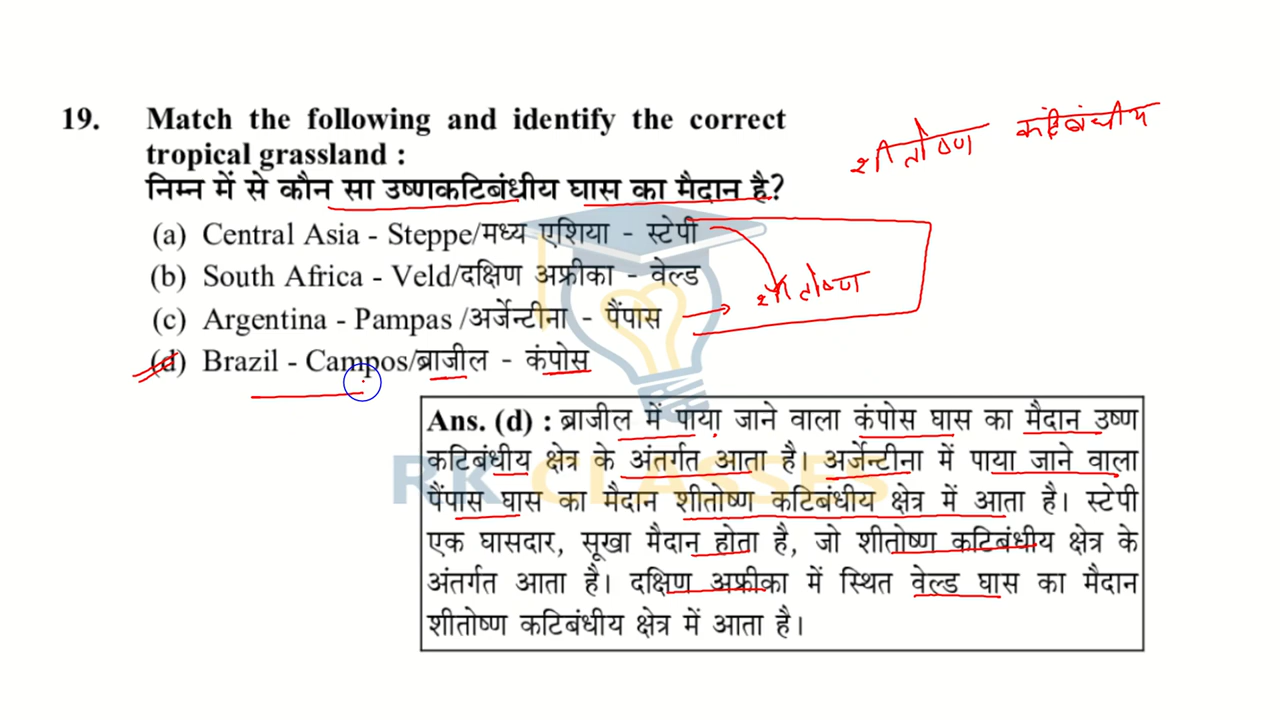 19. Match the following and identify the correct
tropical grassland :
निम्न में से कौन सा उष्णकटिबंधीय घास का मैदान है?
(a) Central Asia - Steppe/मध्य एशिया - स्टेपी
(b) South Africa - Veld/दक्षिण अफ्रीका - वेल्ड
(c) Argentina - Pampas /अर्जेन्टीना - पैंपास
(d) Brazil - Campos/ब्राजील - कंपोस
शीतोष्ण कटिबंधीय
शीतोष्ण
Ans. (d) : ब्राजील में पाया जाने वाला कंपोस घास का मैदान उष्ण
कटिबंधीय क्षेत्र के अंतर्गत आता है। अर्जेन्टीना में पाया जाने वाला
पैंपास घास का मैदान शीतोष्ण कटिबंधीय क्षेत्र में आता है। स्टेपी
एक घासदार, सूखा मैदान होता है, जो शीतोष्ण कटिबंधीय क्षेत्र के
अंतर्गत आता है। दक्षिण अफ्रीका में स्थित वेल्ड घास का मैदान
शीतोष्ण कटिबंधीय क्षेत्र में आता है।
RK CLASSES